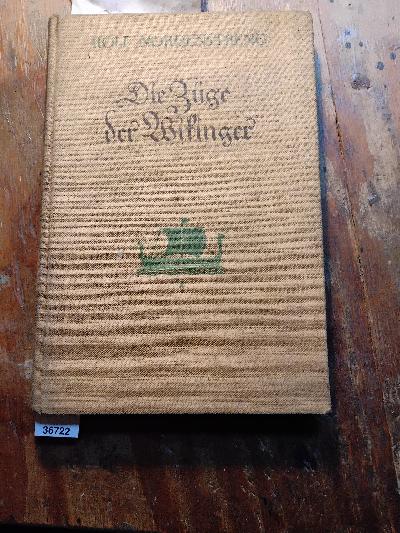 ROLF NORDENSTRENG
Die Züge
der Wikinger
36722